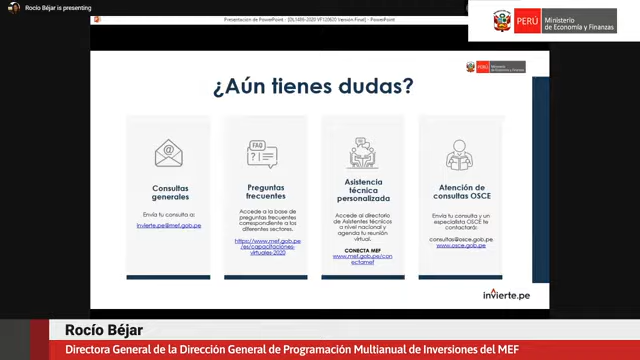 Rocío Béjar is presenting
Presentación de PowerPoint - [DL1486-2020 VF120620 Versión Final] - PowerPoint
PERÚ
Ministerio
de Economía y Finanzas
PERÚ
¿Aún tienes dudas?
@
Consultas
generales
Envía tu consulta a:
invierte.pe@mef.gob.pe
FAQ
Preguntas
frecuentes
Accede a la base de
preguntas frecuentes
correspondiente a los
diferentes sectores.
https://www.mef.gob.pe
/es/capacitaciones-
virtuales-2020
Asistencia
técnica
personalizada
Accede al directorio
de Asistentes técnicos
a nivel nacional y
agenda tu reunión
virtual.
CONECTA MEF
www.mef.gob.pe/con
ectamef
Atención de
consultas OSCE
Envía tu consulta y un
especialista OSCE te
contactará:
consultas@osce.gob.pe
www.osce.gob.pe
invierte.pe
Rocío Béjar
Directora General de la Dirección General de Programación Multianual de Inversiones del MEF